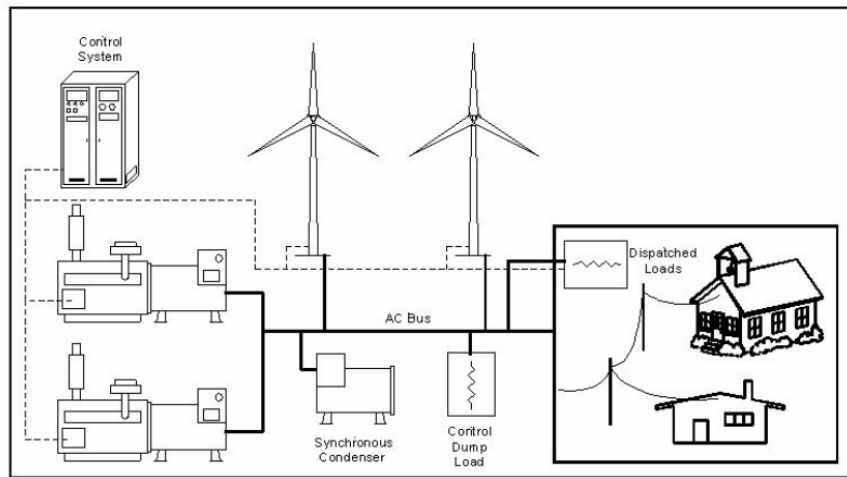 Control
System
Dispatched
Loads
AC Bus
Synchronous
Condenser
Control
Dump
Load